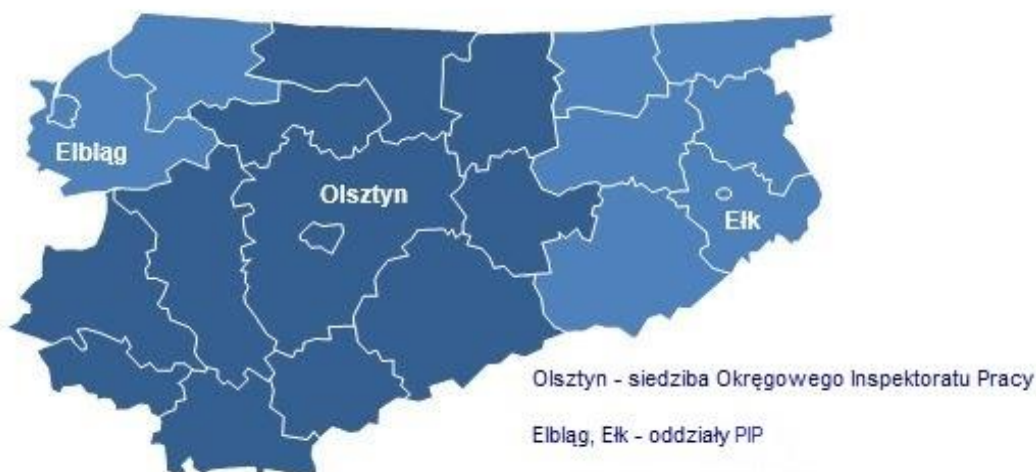 Elbląg
Olsztyn
Ełk
Olsztyn - siedziba Okręgowego Inspektoratu Pracy
Elbląg, Ełk - oddziały PIP